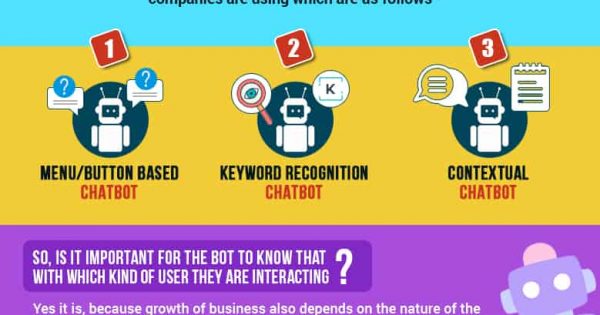 companies are using which are as follows
1
2
3
?
?
K
MENU/BUTTON BASED
CHATBOT
KEYWORD RECOGNITION
CHATBOT
CONTEXTUAL
CHATBOT
SO, IS IT IMPORTANT FOR THE BOT TO KNOW THAT
WITH WHICH KIND OF USER THEY ARE INTERACTING ?
Yes it is, because growth of business also depends on the nature of the